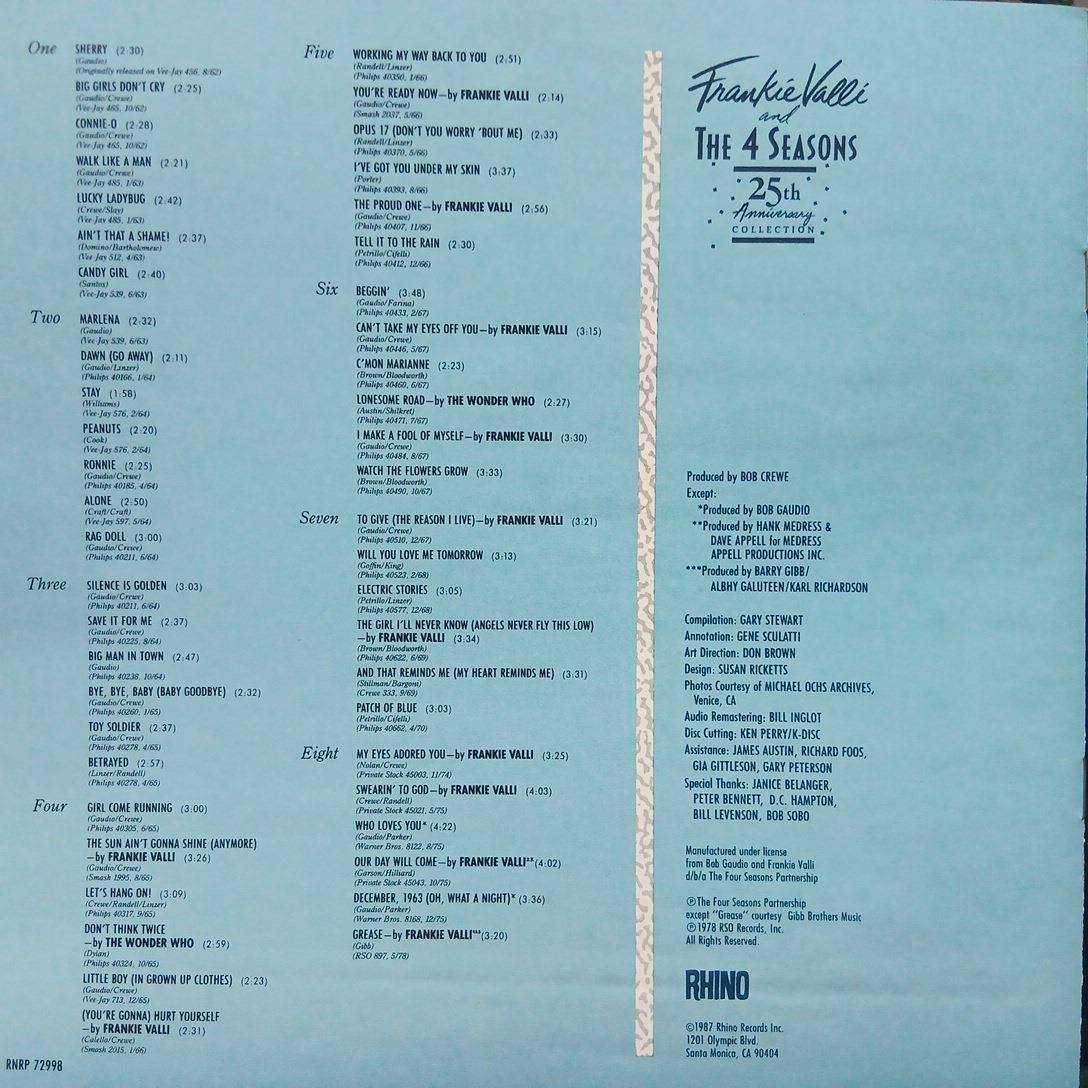 One
SHERRY (2:30)
(Gaudio)
(Originally released on Vee-Jay 456, 8/62)
BIG GIRLS DON'T CRY (2:25)
(Gaudio/Crewe)
(Vee-Jay 465, 10/62)
CONNIE-O (2:28)
(Gaudio/Crewe)
(Vee-Jay 465, 10/62)
WALK LIKE A MAN (2:21)
(Gaudio/Crewe)
(Vee-Jay 485, 1/63)
LUCKY LADYBUG (2:42)
(Crewe/Slay)
(Vee-Jay 485, 1/63)
AIN'T THAT A SHAME! (2:37)
(Domino/Bartholomew)
(Vee-Jay 512, 4/63)
CANDY GIRL (2:40)
(Santos)
(Vee-Jay 539, 6/63)
Two
MARLENA (2:32)
(Gaudio)
(Vee-Jay 539, 6/63)
DAWN (GO AWAY) (2:11)
(Gaudio/Linzer)
(Philips 40166, 1/64)
STAY (1:58)
(Williams)
(Vee-Jay 576, 2/64)
PEANUTS (2:20)
(Cook)
(Vee-Jay 576, 2/64)
RONNIE (2:25)
(Gaudio/Crewe)
(Philips 40185, 4/64)
ALONE (2:50)
(Craft/Craft)
(Vee-Jay 597, 5/64)
RAG DOLL (3:00)
(Gaudio/Crewe)
(Philips 40211, 6/64)
Three
SILENCE IS GOLDEN (3:03)
(Gaudio/Crewe)
(Philips 40211, 6/64)
SAVE IT FOR ME (2:37)
(Gaudio/Crewe)
(Philips 40225, 8/64)
BIG MAN IN TOWN (2:47)
(Gaudio)
(Philips 40238, 10/64)
BYE, BYE, BABY (BABY GOODBYE) (2:32)
(Gaudio/Crewe)
(Philips 40260, 1/65)
TOY SOLDIER (2:37)
(Gaudio/Crewe)
(Philips 40278, 4/65)
BETRAYED (2:57)
(Linzer/Randell)
(Philips 40278, 4/65)
Four
GIRL COME RUNNING (3:00)
(Gaudio/Crewe)
(Philips 40305, 6/65)
THE SUN AIN'T GONNA SHINE (ANYMORE)
—by FRANKIE VALLI (3:26)
(Gaudio/Crewe)
(Smash 1995, 8/65)
LET'S HANG ON! (3:09)
(Crewe/Randell/Linzer)
(Philips 40317, 9/65)
DON'T THINK TWICE
—by THE WONDER WHO (2:59)
(Dylan)
(Philips 40324, 10/65)
LITTLE BOY (IN GROWN UP CLOTHES) (2:23)
(Gaudio/Crewe)
(Vee-Jay 713, 12/65)
(YOU'RE GONNA) HURT YOURSELF
—by FRANKIE VALLI (2:31)
(Calello/Crewe)
(Smash 2015, 1/66)
RNRP 72998
Five
WORKING MY WAY BACK TO YOU (2:51)
(Randell/Linzer)
(Philips 40350, 1/66)
YOU'RE READY NOW—by FRANKIE VALLI (2:14)
(Gaudio/Crewe)
(Smash 2037, 5/66)
OPUS 17 (DON'T YOU WORRY 'BOUT ME) (2:33)
(Randell/Linzer)
(Philips 40370, 5/66)
I'VE GOT YOU UNDER MY SKIN (3:37)
(Porter)
(Philips 40393, 8/66)
THE PROUD ONE—by FRANKIE VALLI (2:56)
(Gaudio/Crewe)
(Philips 40407, 11/66)
TELL IT TO THE RAIN (2:30)
(Petrillo/Cifelli)
(Philips 40412, 12/66)
Six
BEGGIN' (3:48)
(Gaudio/Farina)
(Philips 40433, 2/67)
CAN'T TAKE MY EYES OFF YOU—by FRANKIE VALLI (3:15)
(Gaudio/Crewe)
(Philips 40446, 5/67)
C'MON MARIANNE (2:23)
(Brown/Bloodworth)
(Philips 40460, 6/67)
LONESOME ROAD—by THE WONDER WHO (2:27)
(Austin/Shilkret)
(Philips 40471, 7/67)
I MAKE A FOOL OF MYSELF—by FRANKIE VALLI (3:30)
(Gaudio/Crewe)
(Philips 40484, 8/67)
WATCH THE FLOWERS GROW (3:33)
(Brown/Bloodworth)
(Philips 40490, 10/67)
Seven
TO GIVE (THE REASON I LIVE)—by FRANKIE VALLI (3:21)
(Gaudio/Crewe)
(Philips 40510, 12/67)
WILL YOU LOVE ME TOMORROW (3:13)
(Goffin/King)
(Philips 40523, 2/68)
ELECTRIC STORIES (3:05)
(Petrillo/Linzer)
(Philips 40577, 12/68)
THE GIRL I'LL NEVER KNOW (ANGELS NEVER FLY THIS LOW)
—by FRANKIE VALLI (3:34)
(Brown/Bloodworth)
(Philips 40622, 6/69)
AND THAT REMINDS ME (MY HEART REMINDS ME) (3:31)
(Stillman/Bargoni)
(Crewe 333, 9/69)
PATCH OF BLUE (3:03)
(Petrillo/Cifelli)
(Philips 40662, 4/70)
Eight
MY EYES ADORED YOU—by FRANKIE VALLI (3:25)
(Nolan/Crewe)
(Private Stock 45003, 11/74)
SWEARIN' TO GOD—by FRANKIE VALLI (4:03)
(Crewe/Randell)
(Private Stock 45021, 5/75)
WHO LOVES YOU* (4:22)
(Gaudio/Parker)
(Warner Bros. 8122, 8/75)
OUR DAY WILL COME—by FRANKIE VALLI** (4:02)
(Garson/Hilliard)
(Private Stock 45043, 10/75)
DECEMBER, 1963 (OH, WHAT A NIGHT)* (3:36)
(Gaudio/Parker)
(Warner Bros. 8168, 12/75)
GREASE—by FRANKIE VALLI*** (3:20)
(Gibb)
(RSO 897, 5/78)
Frankie Valli
and
THE 4 SEASONS
25th
Anniversary
COLLECTION
Produced by BOB CREWE
Except:
*Produced by BOB GAUDIO
**Produced by HANK MEDRESS &
DAVE APPELL for MEDRESS
APPELL PRODUCTIONS INC.
***Produced by BARRY GIBB/
ALBHY GALUTEEN/KARL RICHARDSON
Compilation: GARY STEWART
Annotation: GENE SCULATTI
Art Direction: DON BROWN
Design: SUSAN RICKETTS
Photos Courtesy of MICHAEL OCHS ARCHIVES,
Venice, CA
Audio Remastering: BILL INGLOT
Disc Cutting: KEN PERRY/K-DISC
Assistance: JAMES AUSTIN, RICHARD FOOS,
GIA GITTLESON, GARY PETERSON
Special Thanks: JANICE BELANGER,
PETER BENNETT, D.C. HAMPTON,
BILL LEVENSON, BOB SOBO
Manufactured under license
from Bob Gaudio and Frankie Valli
d/b/a The Four Seasons Partnership
℗The Four Seasons Partnership
except "Grease" courtesy Gibb Brothers Music
℗1978 RSO Records, Inc.
All Rights Reserved.
RHINO
©1987 Rhino Records Inc.
1201 Olympic Blvd.
Santa Monica, CA 90404